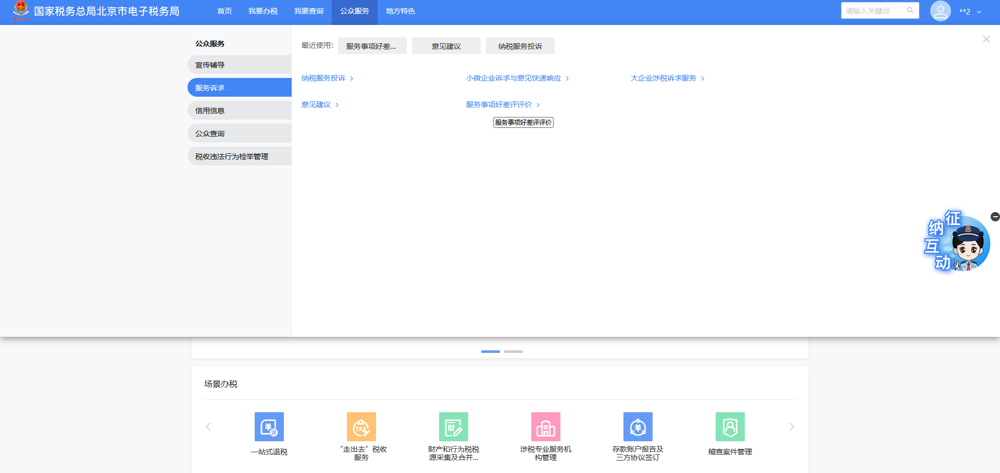 国家税务总局北京市电子税务局
首页 我要办税 我要查询 公众服务 地方特色
请输入关键词
**2
公众服务
宣传辅导
服务诉求
信用信息
公众查询
税收违法行为检举管理
最近使用： 服务事项好差... 意见建议 纳税服务投诉
纳税服务投诉 小微企业诉求与意见快速响应 大企业涉税诉求服务
意见建议 服务事项好差评评价
服务事项好差评评价
征
纳
互
动
场景办税
一站式退税
“走出去”税收
服务
财产和行为税税
源采集及合并...
涉税专业服务机
构管理
存款账户报告及
三方协议签订
稽查案件管理
退
TAX
财